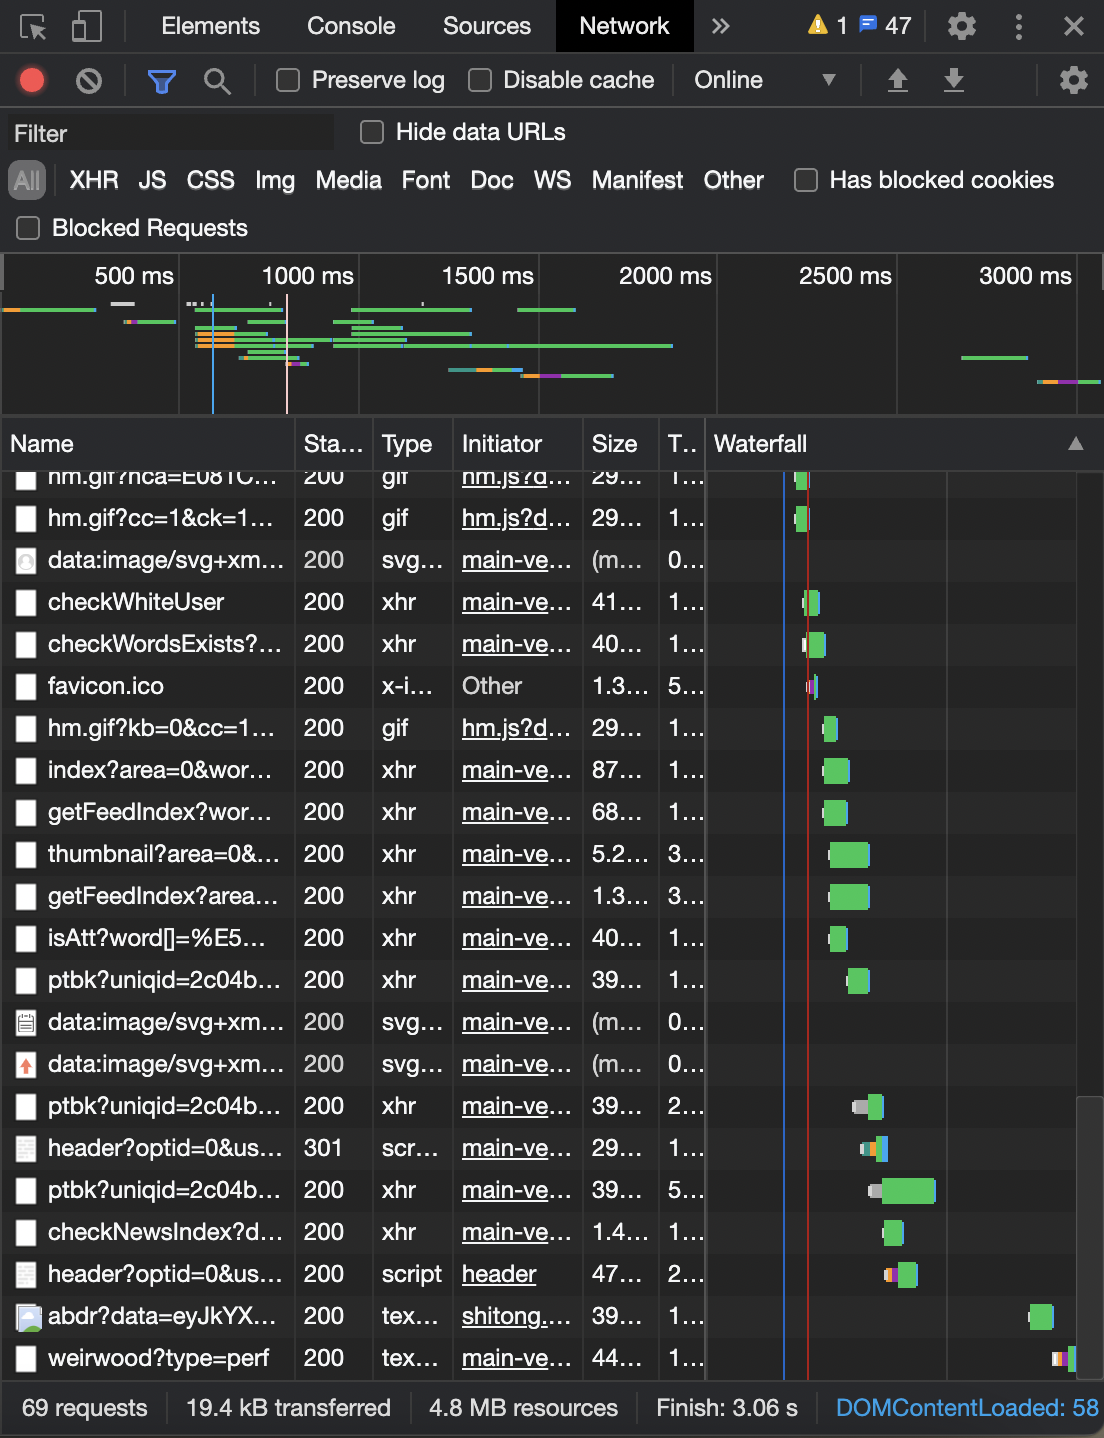 Elements Console Sources Network 1 47
Preserve log Disable cache Online
Filter Hide data URLs
All XHR JS CSS Img Media Font Doc WS Manifest Other Has blocked cookies
Blocked Requests
500 ms 1000 ms 1500 ms 2000 ms 2500 ms 3000 ms
Name Sta... Type Initiator Size T.. Waterfall
hm.gif?hca=E081C... 200 gif hm.js?d... 29... 1...
hm.gif?cc=1&ck=1... 200 gif hm.js?d... 29... 1...
data:image/svg+xm... 200 svg... main-ve... (m... 0...
checkWhiteUser 200 xhr main-ve... 41... 1...
checkWordsExists?... 200 xhr main-ve... 40... 1...
favicon.ico 200 x-i... Other 1.3... 5...
hm.gif?kb=0&cc=1... 200 gif hm.js?d... 29... 1...
index?area=0&wor... 200 xhr main-ve... 87... 1...
getFeedIndex?wor... 200 xhr main-ve... 68... 1...
thumbnail?area=0&... 200 xhr main-ve... 5.2... 3...
getFeedIndex?area... 200 xhr main-ve... 1.3... 3...
isAtt?word[]=%E5... 200 xhr main-ve... 40... 1...
ptbk?uniqid=2c04b... 200 xhr main-ve... 39... 1...
data:image/svg+xm... 200 svg... main-ve... (m... 0...
data:image/svg+xm... 200 svg... main-ve... (m... 0...
ptbk?uniqid=2c04b... 200 xhr main-ve... 39... 2...
header?optid=0&us... 301 scr... main-ve... 29... 1...
ptbk?uniqid=2c04b... 200 xhr main-ve... 39... 5...
checkNewsIndex?d... 200 xhr main-ve... 1.4... 1...
header?optid=0&us... 200 script header 47... 2...
abdr?data=eyJkYX... 200 tex... shitong.... 39... 1...
weirwood?type=perf 200 tex... main-ve... 44... 1...
69 requests 19.4 kB transferred 4.8 MB resources Finish: 3.06 s DOMContentLoaded: 58